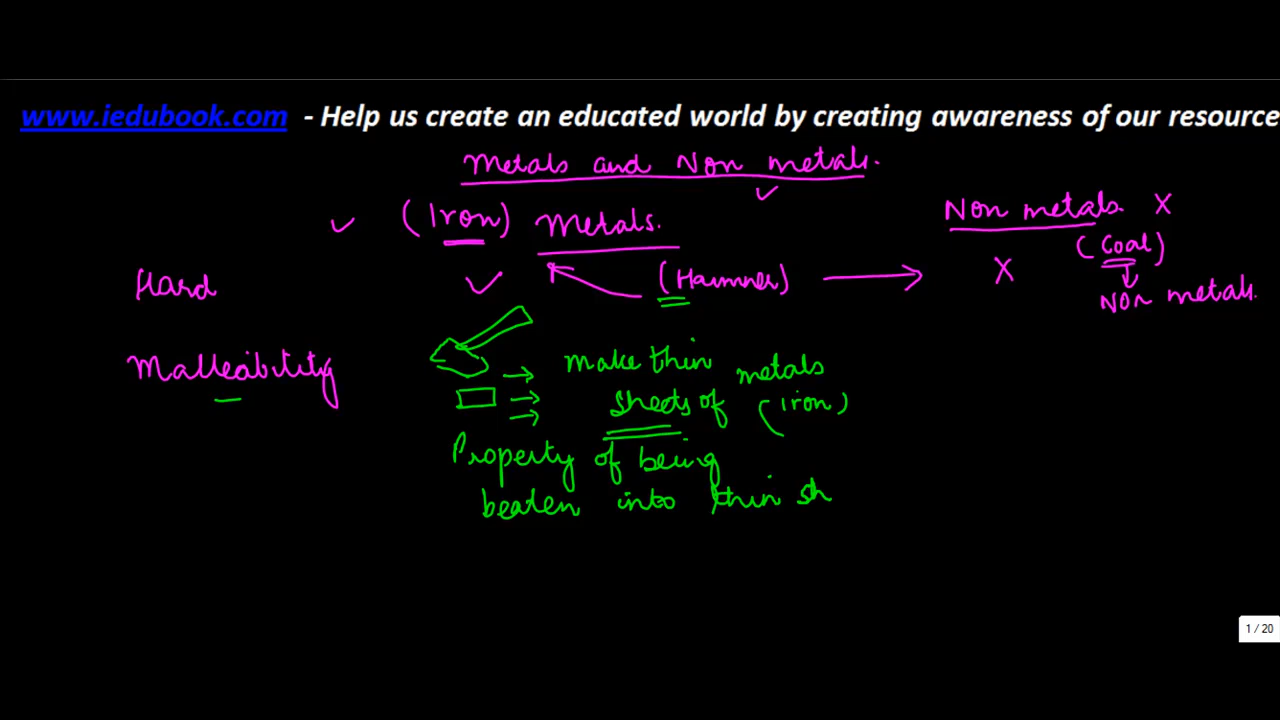 www.iedubook.com - Help us create an educated world by creating awareness of our resource
Metals and Non metals.
(Iron) Metals.
Non metals X
(Coal)
Non metals.
Hard
(Hammer)
X
Malleability
make thin metals
sheets of (iron)
Property of being
beaten into thin sh
1 / 20